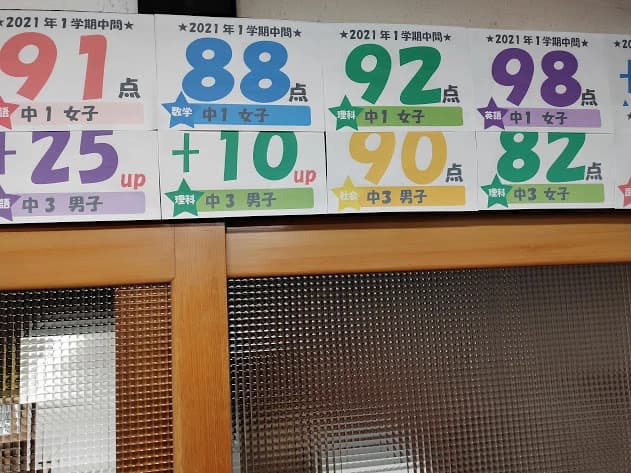 ★2021年1学期中間★
91点
語 中1 女子
★2021年1学期中間★
88点
数学 中1 女子
★2021年1学期中間★
92点
理科 中1 女子
★2021年1学期中間★
98点
英語 中1 女子
+25up
語 中3 男子
+10up
理科 中3 男子
90点
社会 中3 男子
82点
理科 中3 女子